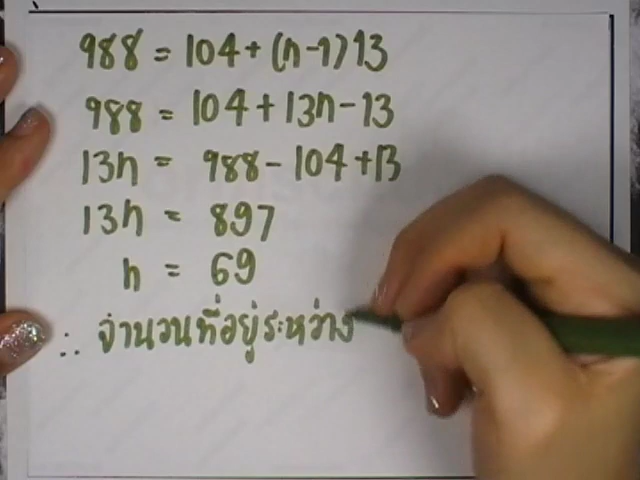 988 = 104 + (n-1)13
988 = 104 + 13n - 13
13n = 988 - 104 + 13
13n = 897
n = 69
∴ จำนวนที่อยู่ระหว่าง